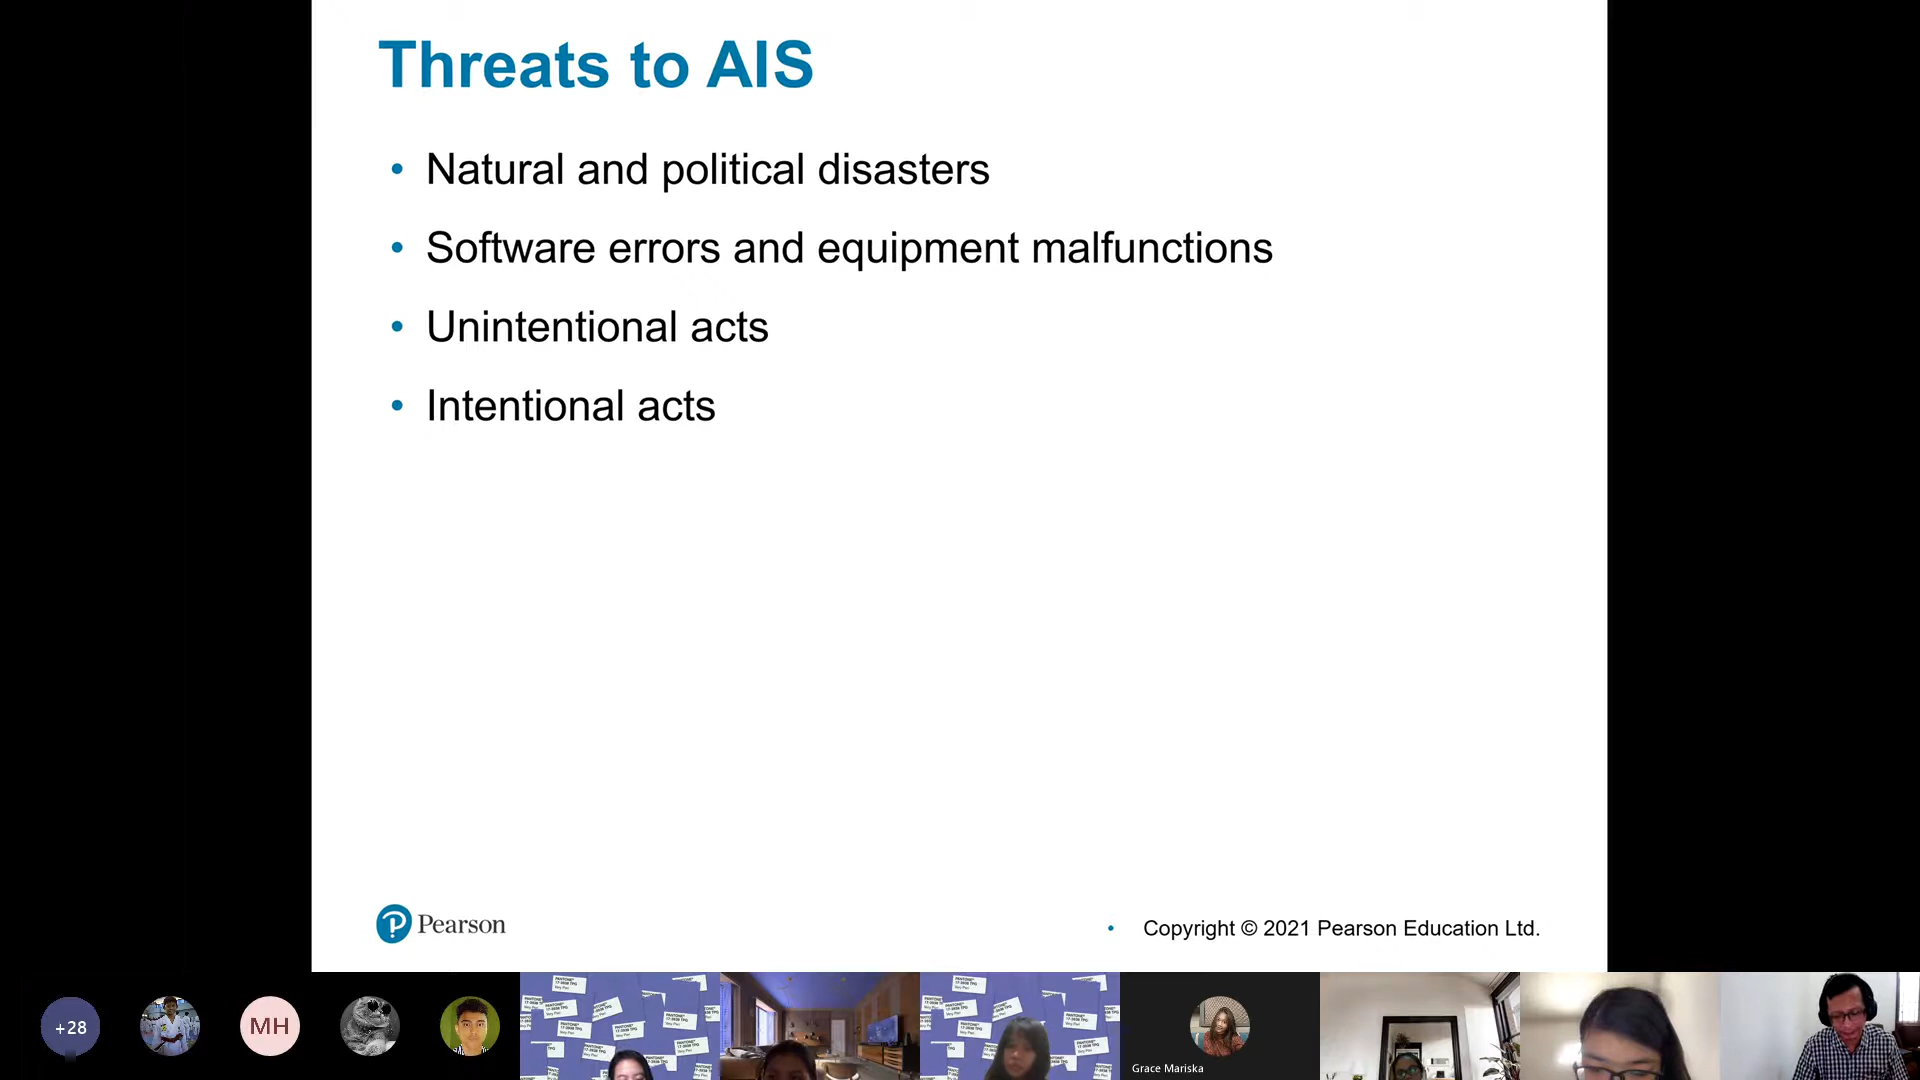 Threats to AIS
• Natural and political disasters
• Software errors and equipment malfunctions
• Unintentional acts
• Intentional acts
Pearson
• Copyright © 2021 Pearson Education Ltd.
+28
MH
Grace Mariska